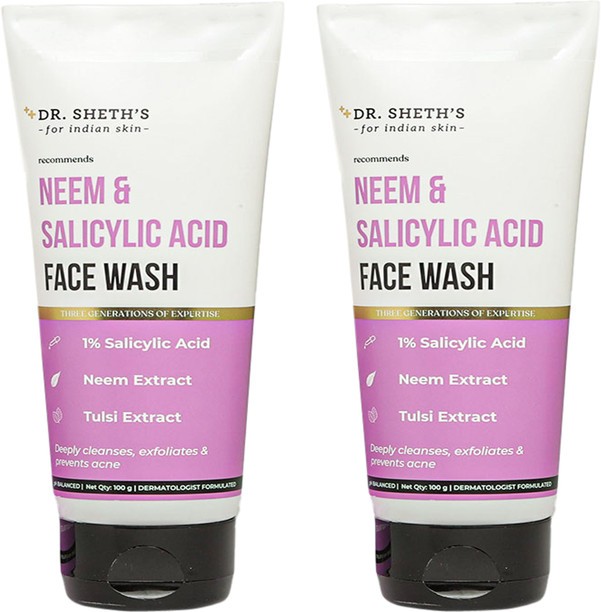 DR. SHETH'S
-for indian skin-
recommends
NEEM &
SALICYLIC ACID
FACE WASH
THREE GENERATIONS OF EXPERTISE
1% Salicylic Acid
Neem Extract
Tulsi Extract
Deeply cleanses, exfoliates &
prevents acne
pH BALANCED | Net Qty: 100 g | DERMATOLOGIST FORMULATED
DR. SHETH'S
-for indian skin-
recommends
NEEM &
SALICYLIC ACID
FACE WASH
THREE GENERATIONS OF EXPERTISE
1% Salicylic Acid
Neem Extract
Tulsi Extract
Deeply cleanses, exfoliates &
prevents acne
pH BALANCED | Net Qty: 100 g | DERMATOLOGIST FORMULATED